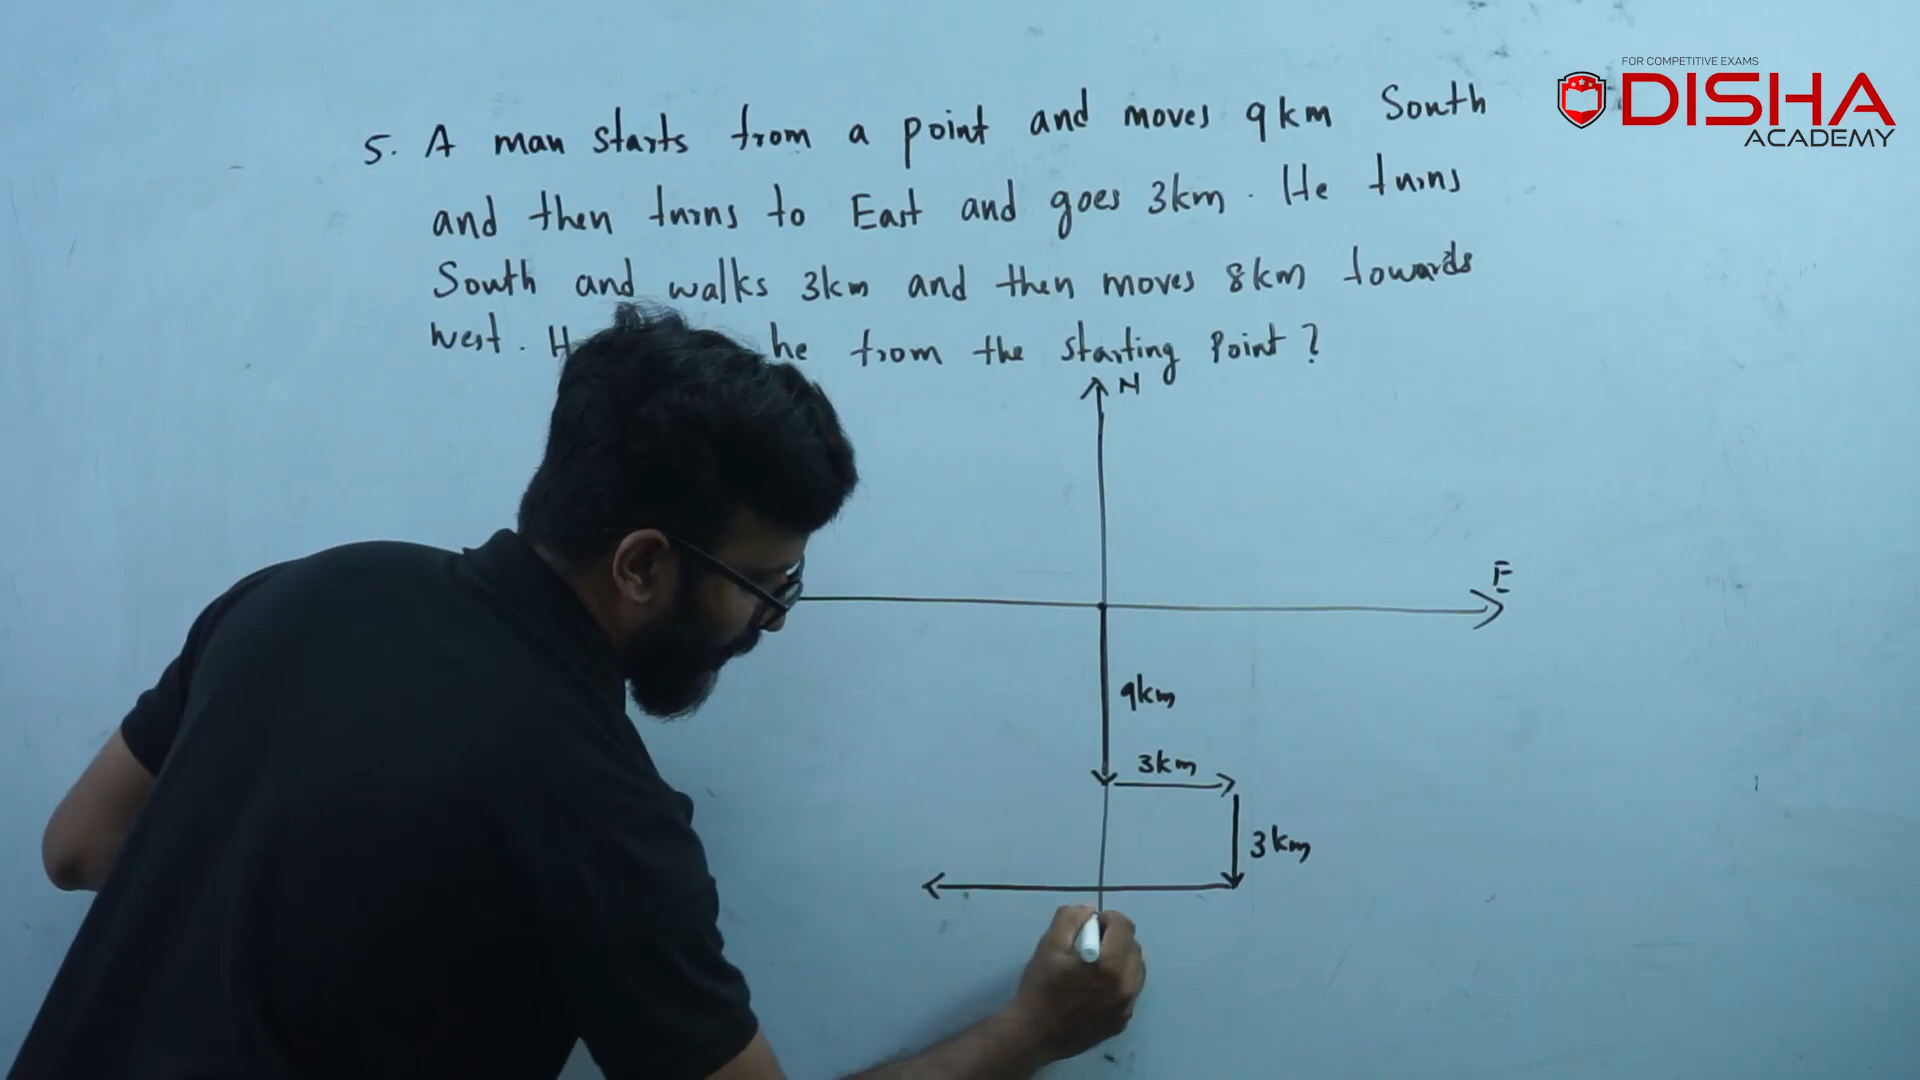 FOR COMPETITIVE EXAMS
DISHA
ACADEMY
5. A man starts from a point and moves 9km South
and then turns to East and goes 3km. He turns
South and walks 3km and then moves 8km towards
west. H he from the starting Point?
N
E
9km
3km
3km